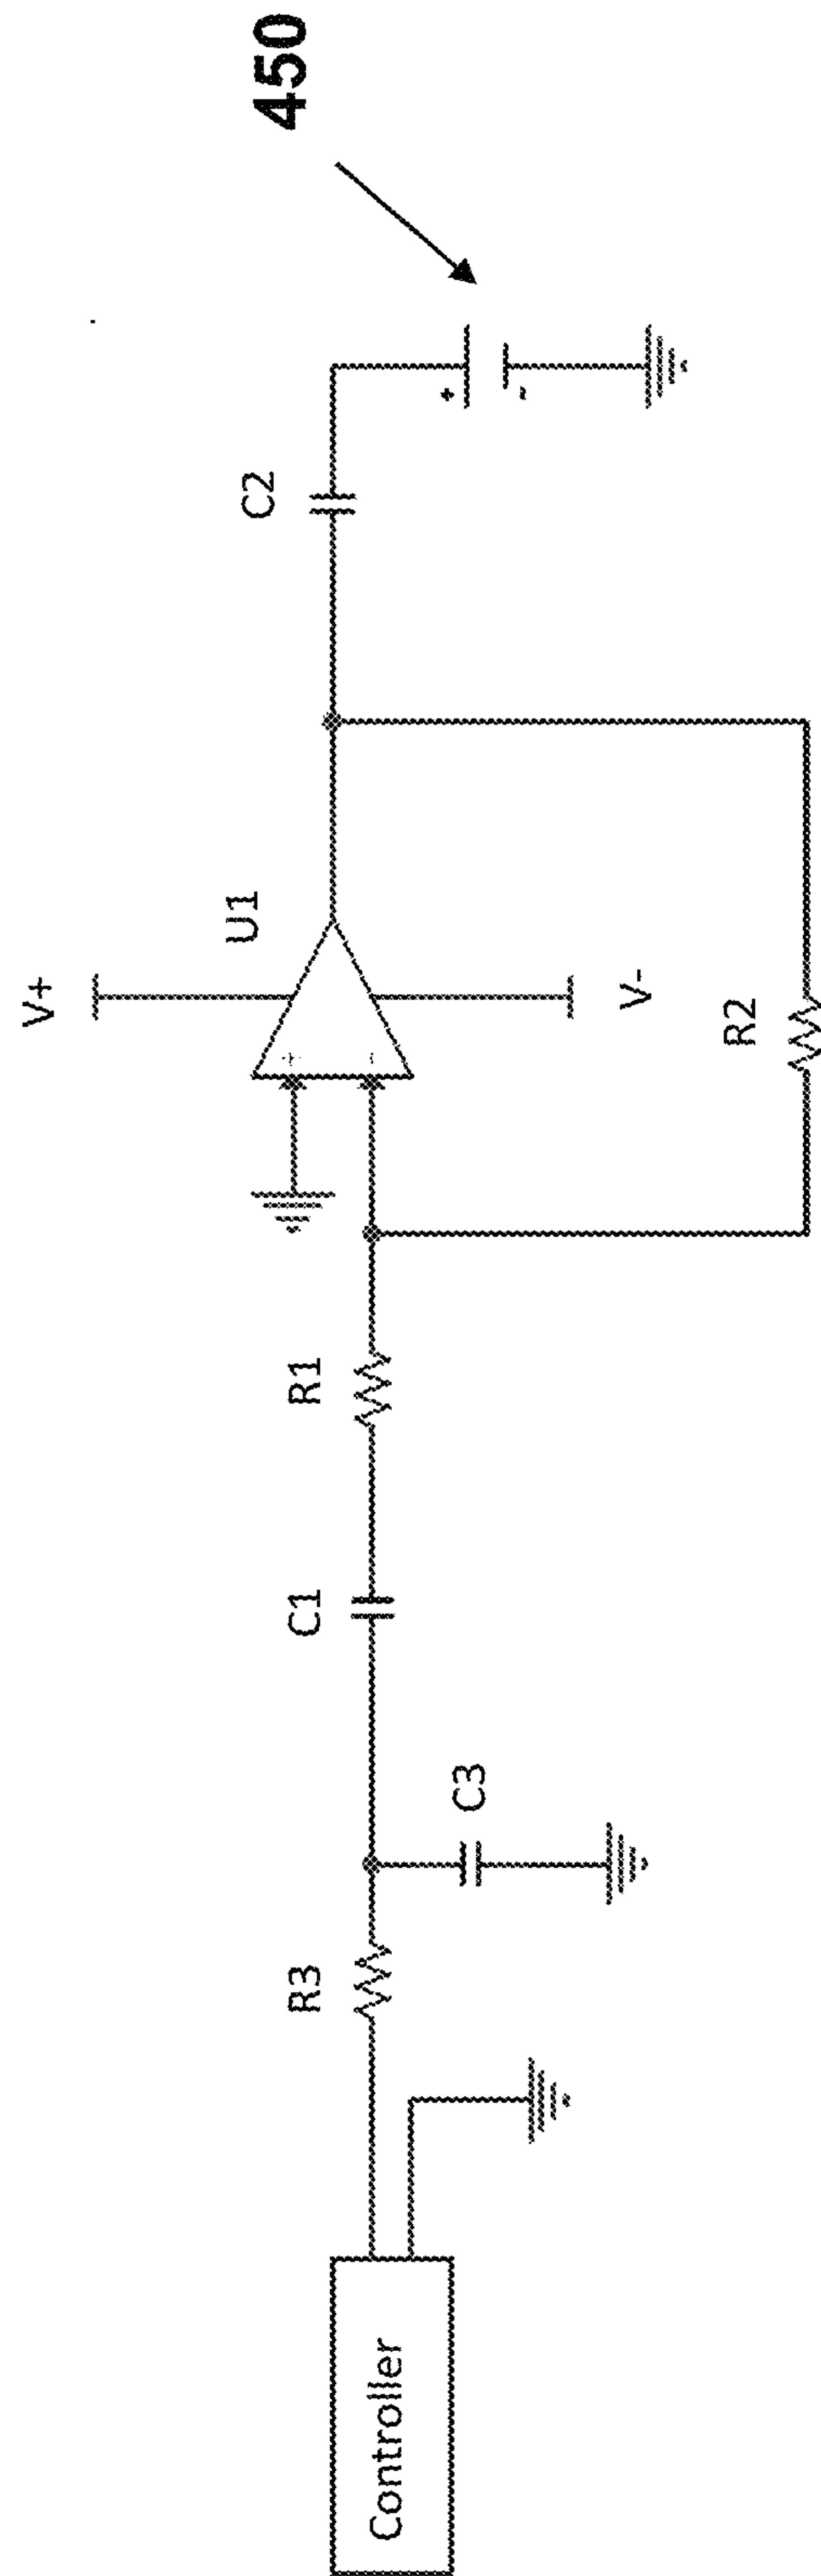 450
V+
U1
C2
+
-
+
-
V-
R1
C1
R2
R3
C3
Controller